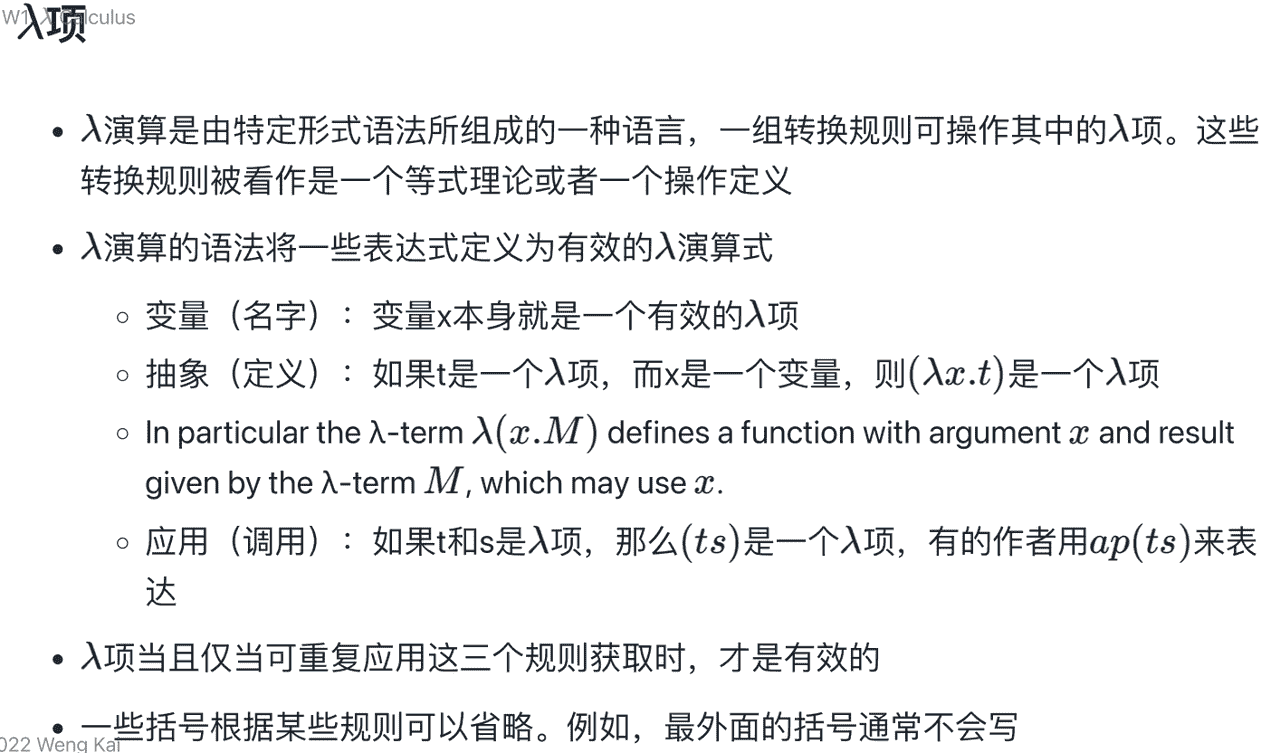 W1 λ Calculus
λ项
λ演算是由特定形式语法所组成的一种语言，一组转换规则可操作其中的λ项。这些
转换规则被看作是一个等式理论或者一个操作定义
λ演算的语法将一些表达式定义为有效的λ演算式
变量（名字）：变量x本身就是一个有效的λ项
抽象（定义）：如果t是一个λ项，而x是一个变量，则(λx.t)是一个λ项
In particular the λ-term λ(x.M) defines a function with argument x and result
given by the λ-term M, which may use x.
应用（调用）：如果t和s是λ项，那么(ts)是一个λ项，有的作者用ap(ts)来表
达
λ项当且仅当可重复应用这三个规则获取时，才是有效的
一些括号根据某些规则可以省略。例如，最外面的括号通常不会写
022 Weng Kai